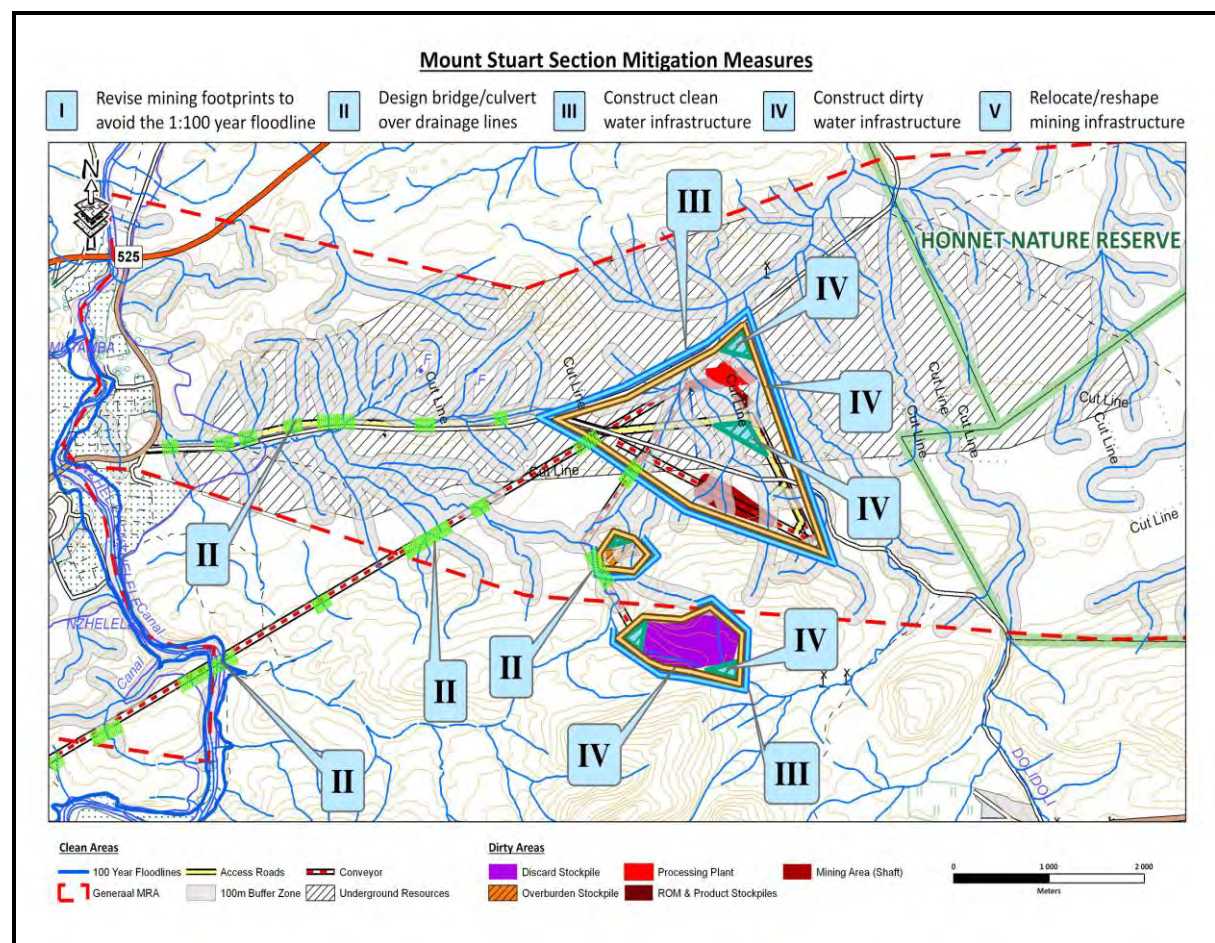 Mount Stuart Section Mitigation Measures
I Revise mining footprints to avoid the 1:100 year floodline
II Design bridge/culvert over drainage lines
III Construct clean water infrastructure
IV Construct dirty water infrastructure
V Relocate/reshape mining infrastructure
N
525
III
HONNET NATURE RESERVE
IV
F
F
Cut Line
Cut Line
Cut Line
IV
Cut Line
Cut Line
Cut Line
Cut Line
Cut Line
Cut Line
Cut Line
II
IV
NZHELELE
Canal
Canal
II
II
IV
II
IV
III
DOLIDOLI
Clean Areas
100 Year Floodlines
Access Roads
Conveyor
Generaal MRA
100m Buffer Zone
Underground Resources
Dirty Areas
Discard Stockpile
Processing Plant
Mining Area (Shaft)
Overburden Stockpile
ROM & Product Stockpiles
0 1 000 2 000
Meters